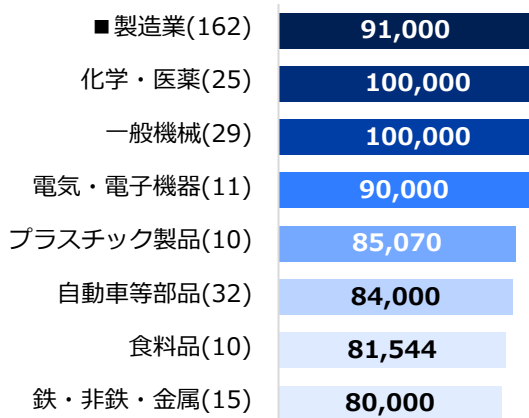 ■製造業(162) 91,000
化学・医薬(25) 100,000
一般機械(29) 100,000
電気・電子機器(11) 90,000
プラスチック製品(10) 85,070
自動車等部品(32) 84,000
食料品(10) 81,544
鉄・非鉄・金属(15) 80,000